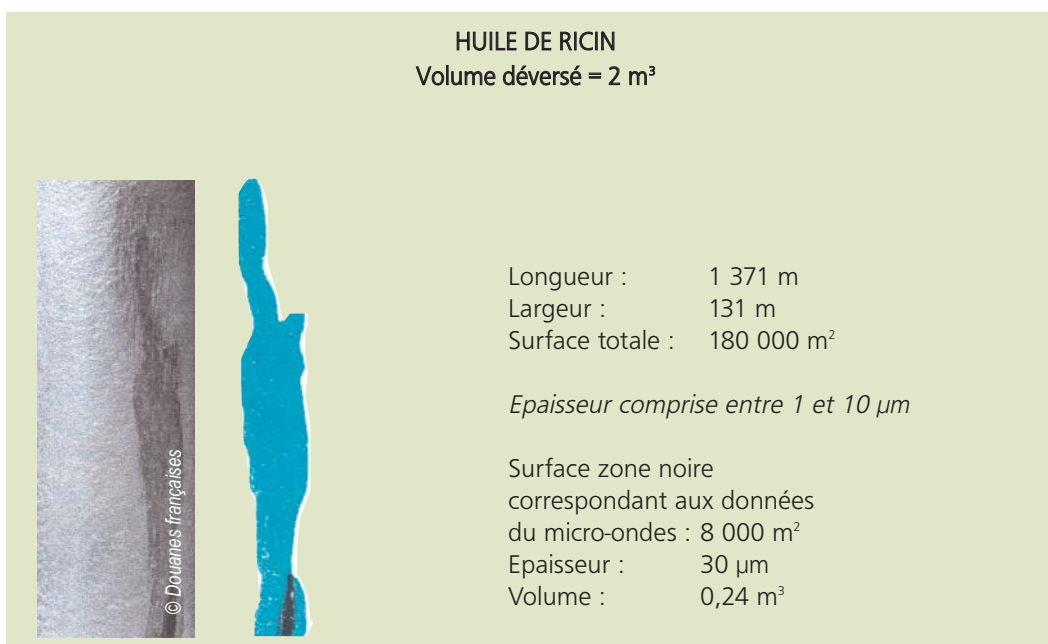 HUILE DE RICIN
Volume déversé = 2 m³
Longueur : 1 371 m
Largeur : 131 m
Surface totale : 180 000 m²
Epaisseur comprise entre 1 et 10 µm
Surface zone noire
correspondant aux données
du micro-ondes : 8 000 m²
Epaisseur : 30 µm
Volume : 0,24 m³
© Douanes françaises